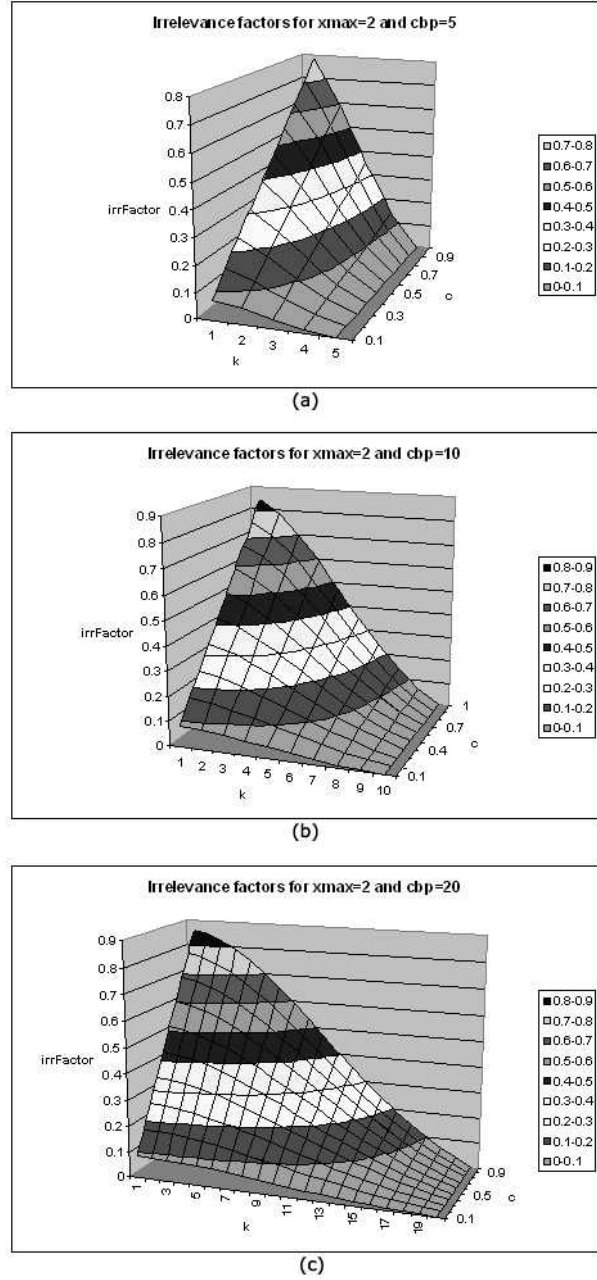 Irrelevance factors for xmax=2 and cbp=5
0.8
0.7
0.6
0.5
0.4
0.3
0.2
0.1
0
irrFactor
1 2 3 4 5
k
0.1 0.3 0.5 0.7 0.9
c
0.7-0.8
0.6-0.7
0.5-0.6
0.4-0.5
0.3-0.4
0.2-0.3
0.1-0.2
0-0.1
(a)
Irrelevance factors for xmax=2 and cbp=10
0.9
0.8
0.7
0.6
0.5
0.4
0.3
0.2
0.1
0
irrFactor
1 2 3 4 5 6 7 8 9 10
k
0.1 0.4 0.7 1
c
0.8-0.9
0.7-0.8
0.6-0.7
0.5-0.6
0.4-0.5
0.3-0.4
0.2-0.3
0.1-0.2
0-0.1
(b)
Irrelevance factors for xmax=2 and cbp=20
0.9
0.8
0.7
0.6
0.5
0.4
0.3
0.2
0.1
0
irrFactor
1 3 5 7 9 11 13 15 17 19
k
0.1 0.5 0.9
c
0.8-0.9
0.7-0.8
0.6-0.7
0.5-0.6
0.4-0.5
0.3-0.4
0.2-0.3
0.1-0.2
0-0.1
(c)